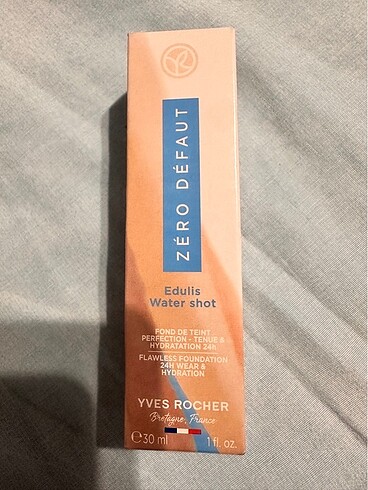 ZÉRO DÉFAUT
Edulis
Water shot
FOND DE TEINT -
PERFECTION - TENUE &
HYDRATATION 24h
FLAWLESS FOUNDATION
24H WEAR &
HYDRATION
YVES ROCHER
Bretagne, France
℮30 ml 1 fl. oz.